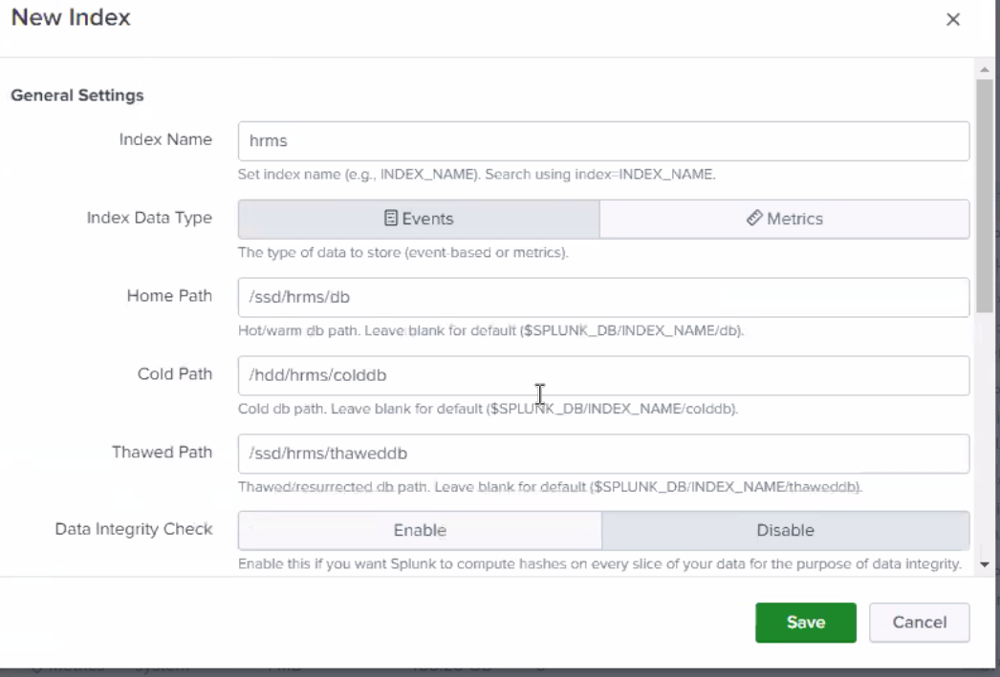 New Index
General Settings
Index Name
hrms
Set index name (e.g., INDEX_NAME). Search using index=INDEX_NAME.
Index Data Type
Events
Metrics
The type of data to store (event-based or metrics).
Home Path
/ssd/hrms/db
Hot/warm db path. Leave blank for default ($SPLUNK_DB/INDEX_NAME/db).
Cold Path
/hdd/hrms/colddb
Cold db path. Leave blank for default ($SPLUNK_DB/INDEX_NAME/colddb).
Thawed Path
/ssd/hrms/thaweddb
Thawed/resurrected db path. Leave blank for default ($SPLUNK_DB/INDEX_NAME/thaweddb).
Data Integrity Check
Enable
Disable
Enable this if you want Splunk to compute hashes on every slice of your data for the purpose of data integrity.
Save
Cancel